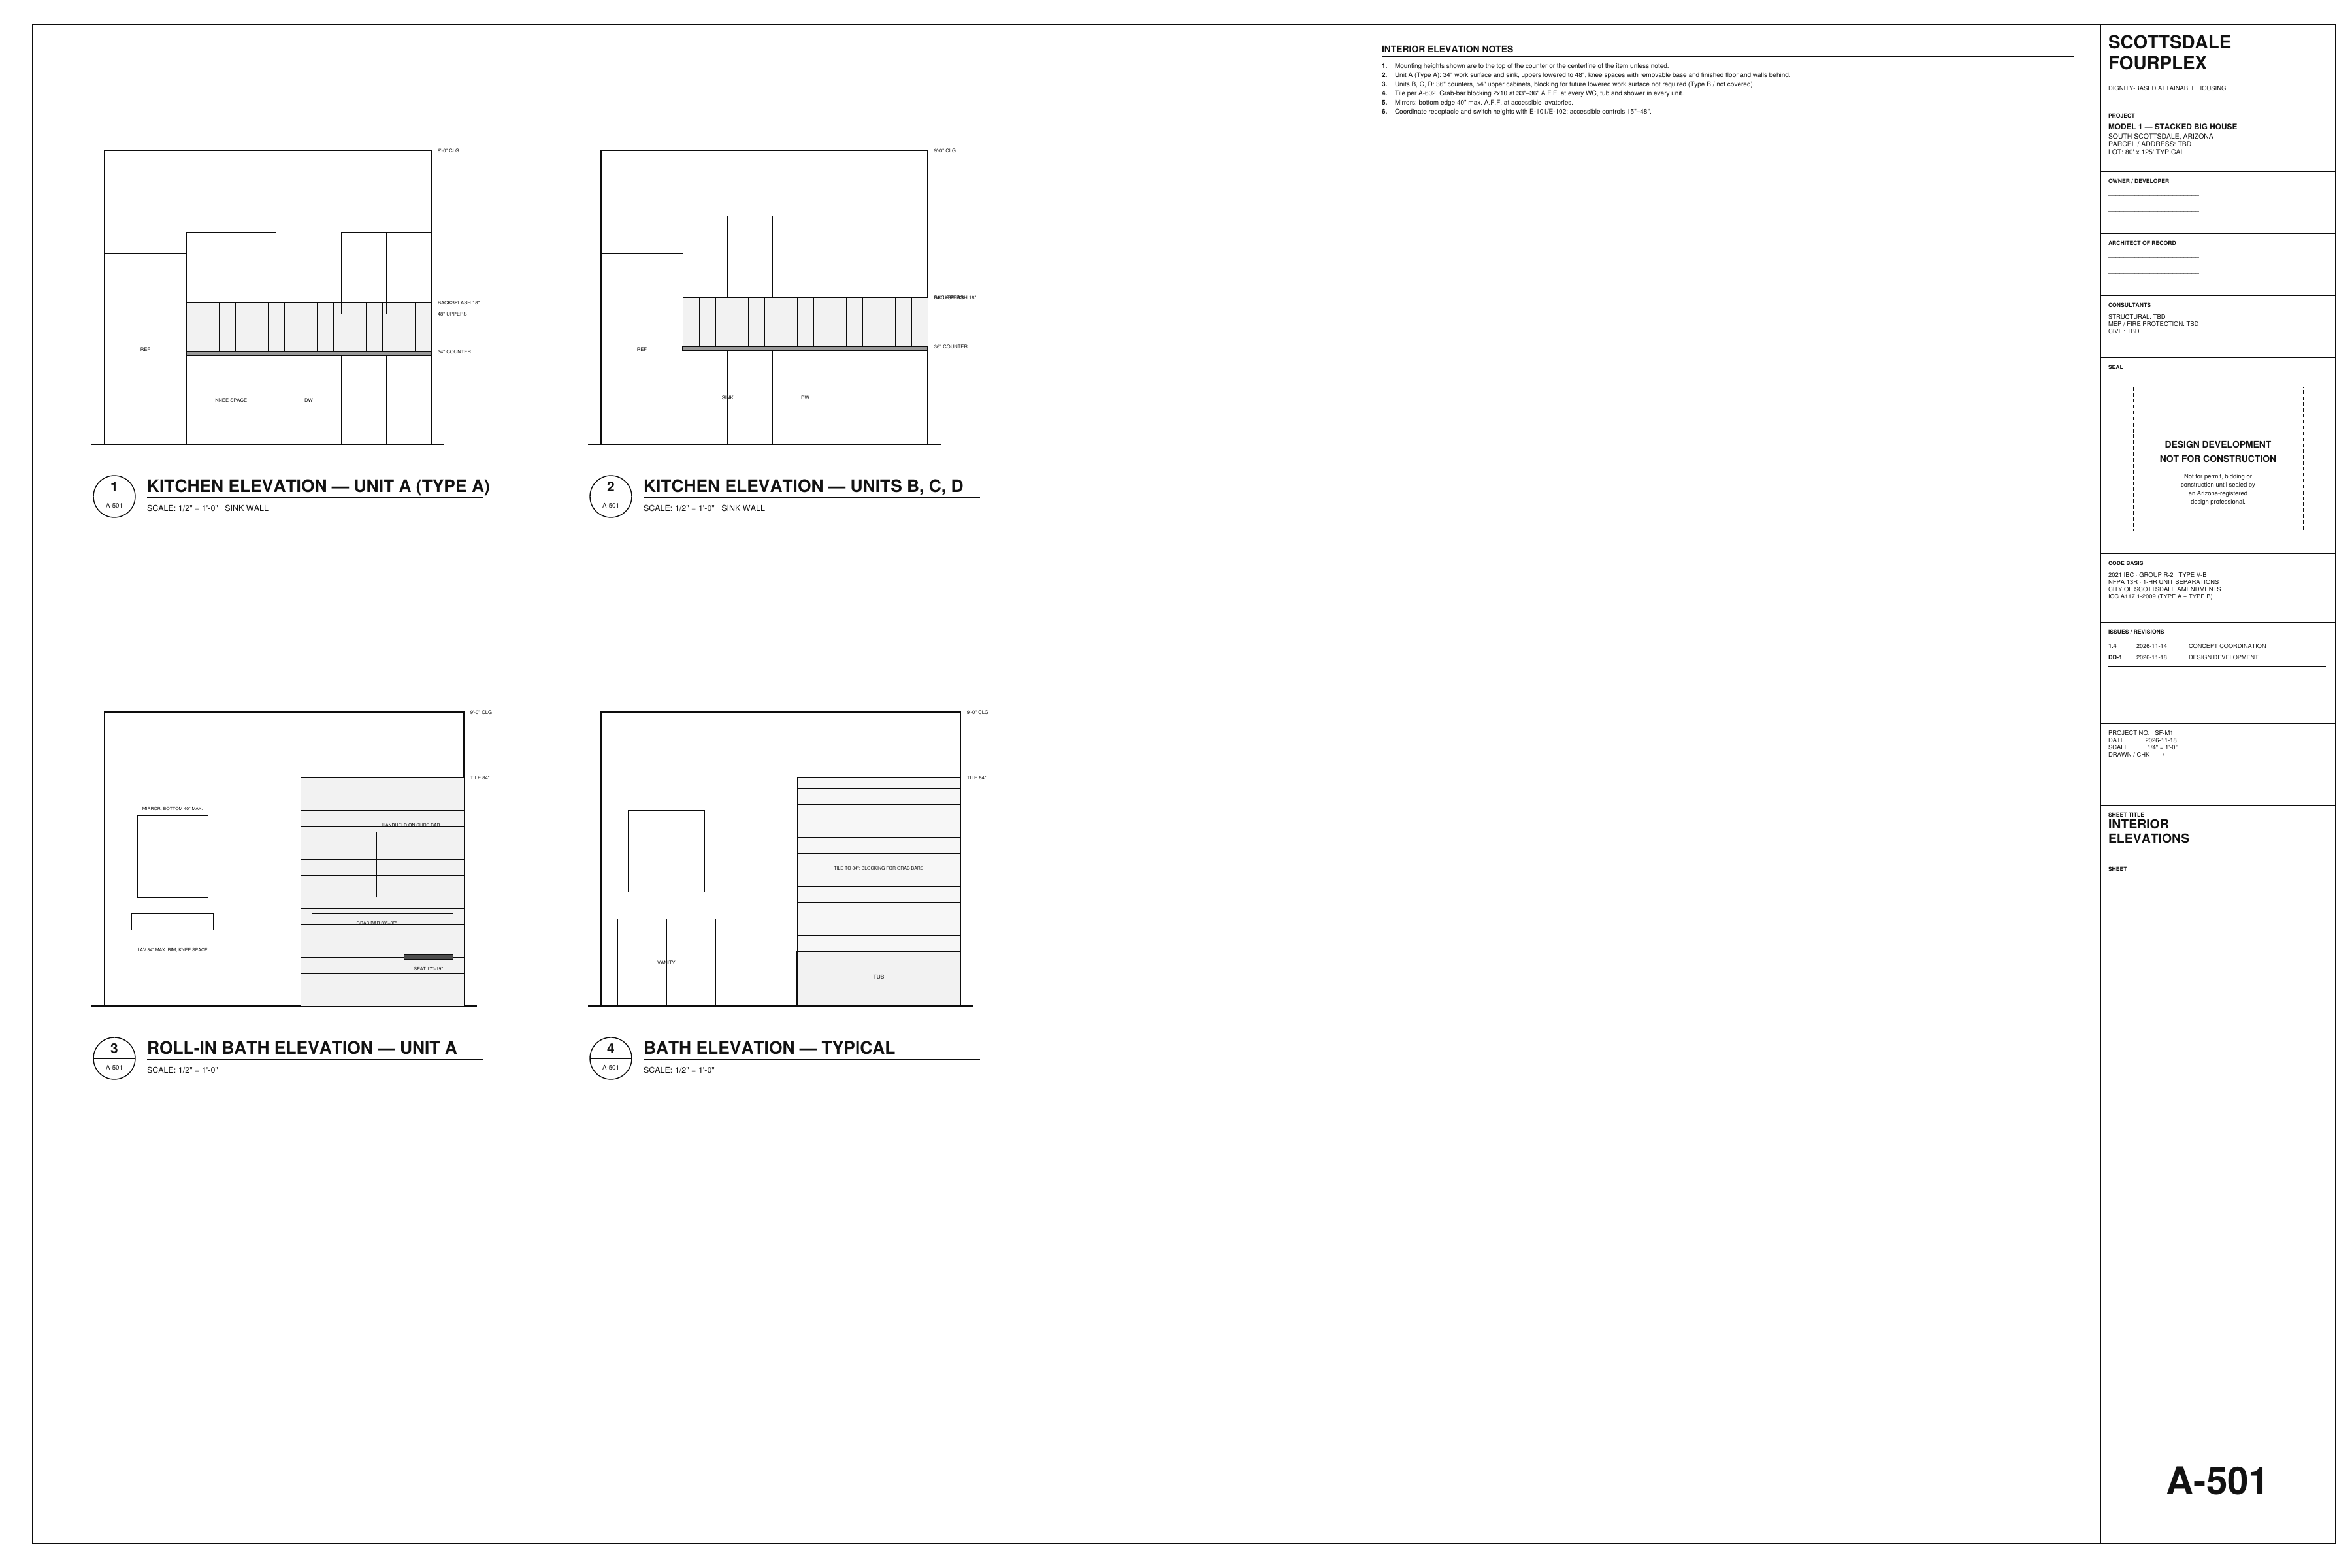 INTERIOR ELEVATION NOTES
1. Mounting heights shown are to the top of the counter or the centerline of the item unless noted.
2. Unit A (Type A): 34" work surface and sink, uppers lowered to 48", knee spaces with removable base and finished floor and walls behind.
3. Units B, C, D: 36" counters, 54" upper cabinets, blocking for future lowered work surface not required (Type B / not covered).
4. Tile per A-602. Grab-bar blocking 2x10 at 33"–36" A.F.F. at every WC, tub and shower in every unit.
5. Mirrors: bottom edge 40" max. A.F.F. at accessible lavatories.
6. Coordinate receptacle and switch heights with E-101/E-102; accessible controls 15"–48".
9'-0" CLG
BACKSPLASH 18"
48" UPPERS
34" COUNTER
REF
KNEE SPACE
DW
1
A-501
KITCHEN ELEVATION — UNIT A (TYPE A)
SCALE: 1/2" = 1'-0" SINK WALL
9'-0" CLG
36" COUNTER
REF
SINK
DW
2
A-501
KITCHEN ELEVATION — UNITS B, C, D
SCALE: 1/2" = 1'-0" SINK WALL
9'-0" CLG
TILE 84"
MIRROR, BOTTOM 40" MAX.
HANDHELD ON SLIDE BAR
GRAB BAR 33"–36"
LAV 34" MAX. RIM, KNEE SPACE
SEAT 17"–19"
3
A-501
ROLL-IN BATH ELEVATION — UNIT A
SCALE: 1/2" = 1'-0"
9'-0" CLG
TILE 84"
TILE TO 84", BLOCKING FOR GRAB BARS
VANITY
TUB
4
A-501
BATH ELEVATION — TYPICAL
SCALE: 1/2" = 1'-0"
SCOTTSDALE
FOURPLEX
DIGNITY-BASED ATTAINABLE HOUSING
PROJECT
MODEL 1 — STACKED BIG HOUSE
SOUTH SCOTTSDALE, ARIZONA
PARCEL / ADDRESS: TBD
LOT: 80' x 125' TYPICAL
OWNER / DEVELOPER
ARCHITECT OF RECORD
CONSULTANTS
STRUCTURAL: TBD
MEP / FIRE PROTECTION: TBD
CIVIL: TBD
SEAL
DESIGN DEVELOPMENT
NOT FOR CONSTRUCTION
Not for permit, bidding or
construction until sealed by
an Arizona-registered
design professional.
CODE BASIS
2021 IBC · GROUP R-2 · TYPE V-B
NFPA 13R · 1-HR UNIT SEPARATIONS
CITY OF SCOTTSDALE AMENDMENTS
ICC A117.1-2009 (TYPE A + TYPE B)
ISSUES / REVISIONS
1.4 2026-11-14 CONCEPT COORDINATION
DD-1 2026-11-18 DESIGN DEVELOPMENT
PROJECT NO. SF-M1
DATE 2026-11-18
SCALE 1/4" = 1'-0"
DRAWN / CHK — / —
SHEET TITLE
INTERIOR
ELEVATIONS
SHEET
A-501